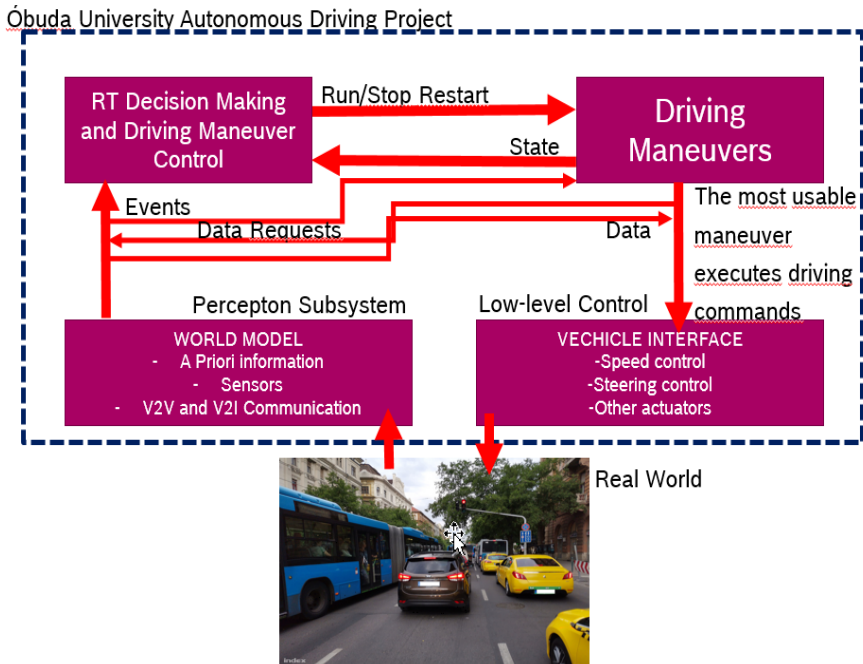 Óbuda University Autonomous Driving Project
RT Decision Making
and Driving Maneuver
Control
Run/Stop Restart
Driving
Maneuvers
State
Events
Data Requests
Data
The most usable
maneuver
executes driving
commands
Percepton Subsystem
Low-level Control
WORLD MODEL
- A Priori information
- Sensors
- V2V and V2I Communication
VECHICLE INTERFACE
-Speed control
-Steering control
-Other actuators
Real World